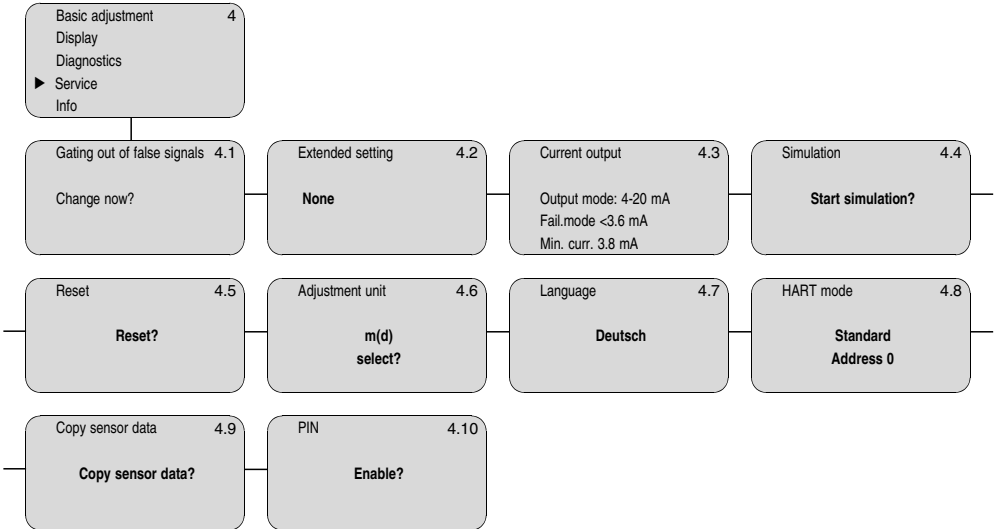 Basic adjustment 4
Display
Diagnostics
▶ Service
Info
Gating out of false signals 4.1
Change now?
Extended setting 4.2
None
Current output 4.3
Output mode: 4-20 mA
Fail.mode <3.6 mA
Min. curr. 3.8 mA
Simulation 4.4
Start simulation?
Reset 4.5
Reset?
Adjustment unit 4.6
m(d)
select?
Language 4.7
Deutsch
HART mode 4.8
Standard
Address 0
Copy sensor data 4.9
Copy sensor data?
PIN 4.10
Enable?